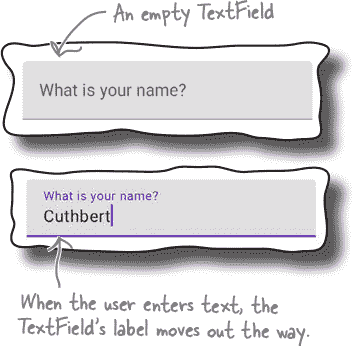 An empty TextField
What is your name?
What is your name?
Cuthbert
When the user enters text, the
TextField's label moves out the way.